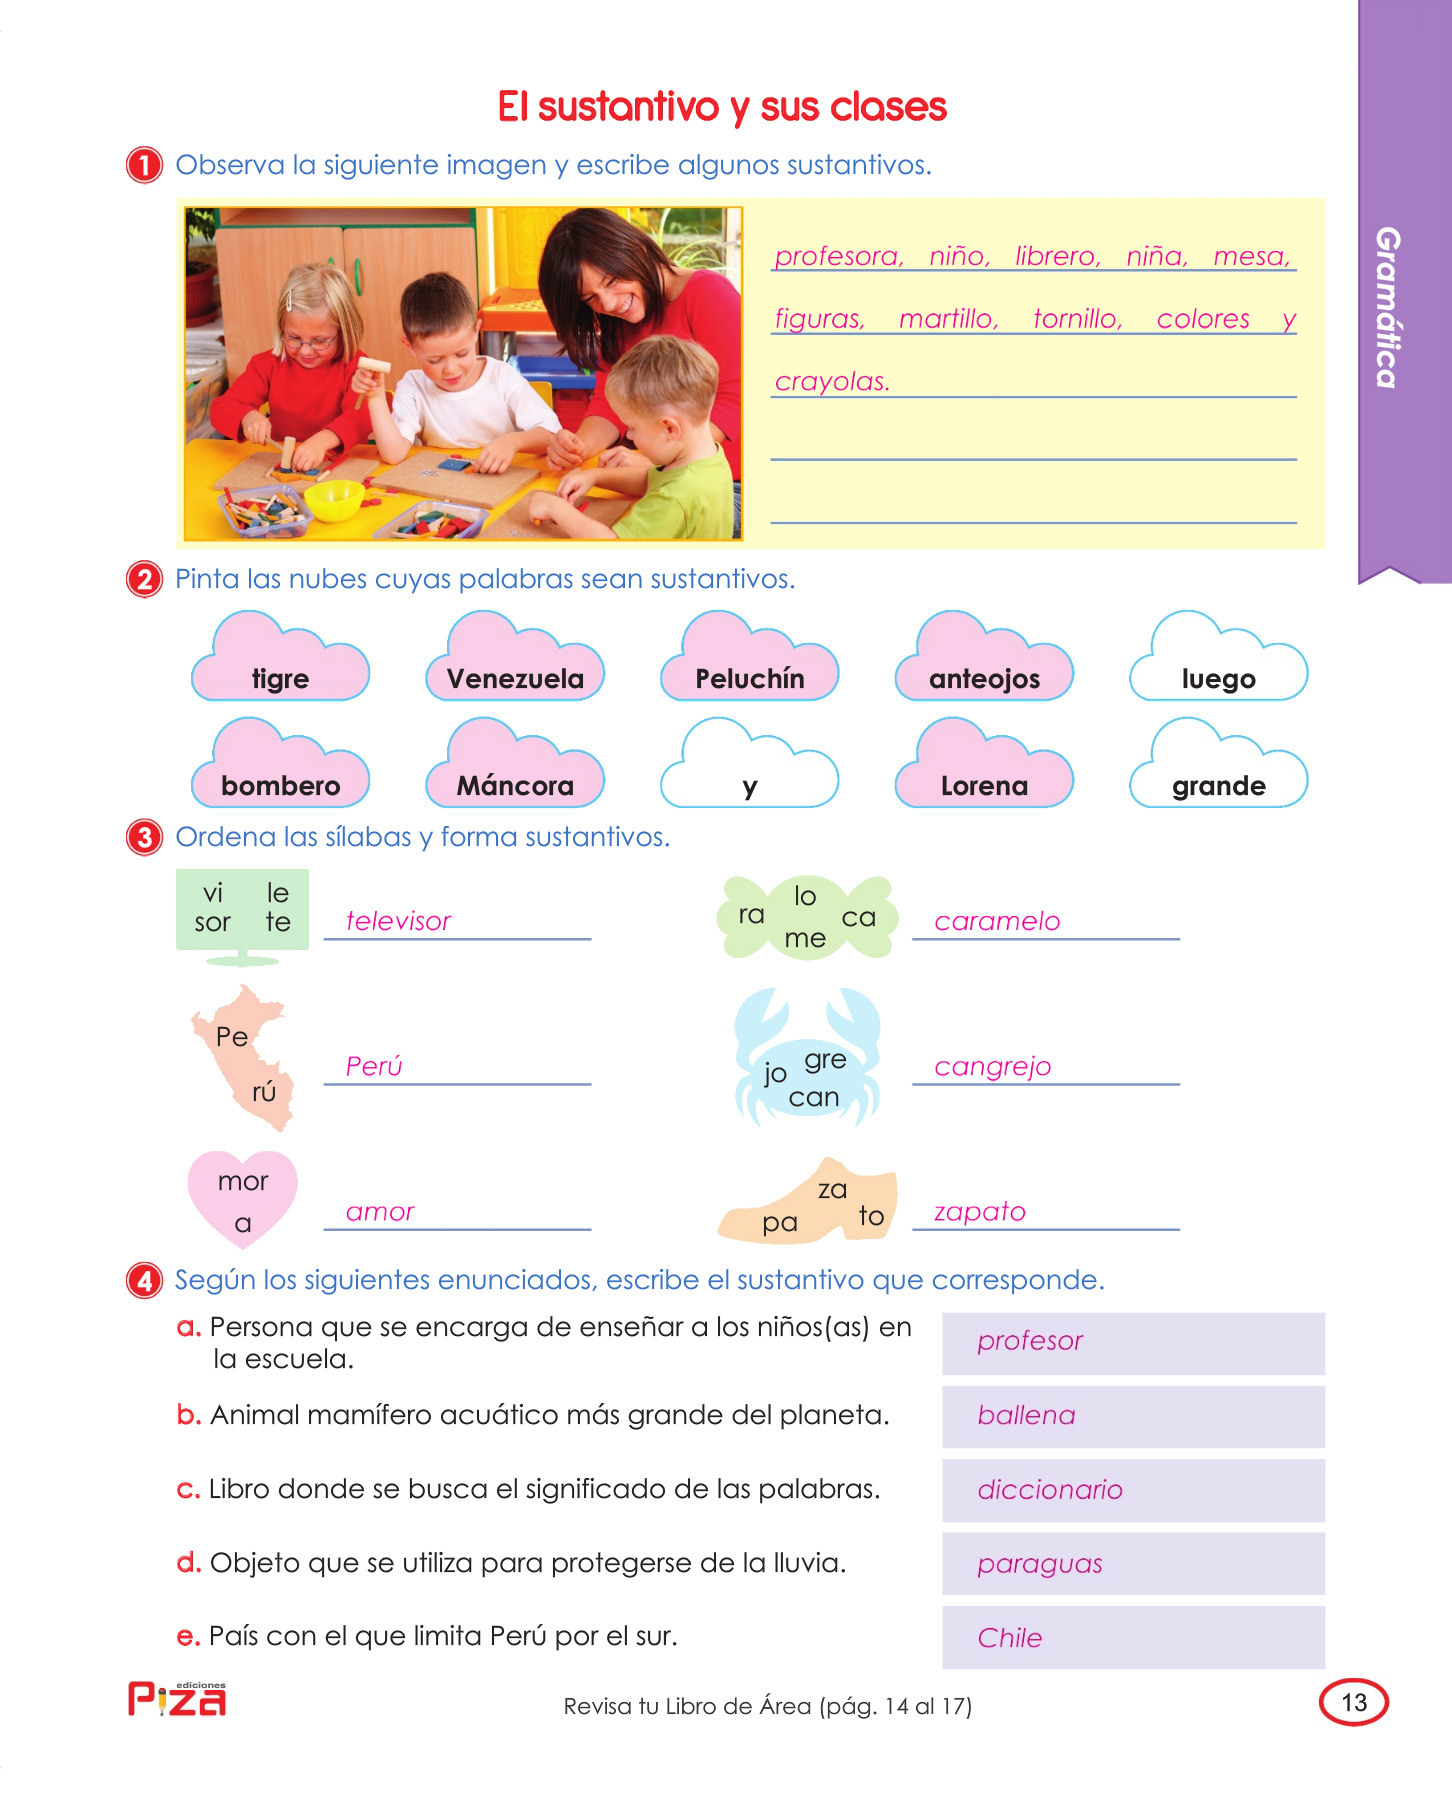 El sustantivo y sus clases
Gramática
1 Observa la siguiente imagen y escribe algunos sustantivos.
profesora, niño, librero, niña, mesa,
figuras, martillo, tornillo, colores y
crayolas.
2 Pinta las nubes cuyas palabras sean sustantivos.
tigre Venezuela Peluchín anteojos luego
bombero Máncora y Lorena grande
3 Ordena las sílabas y forma sustantivos.
vi le
sor te
televisor
lo
ra ca
me
caramelo
Pe
rú
Perú
gre
jo
can
cangrejo
mor
a
amor
za
pa to
zapato
4 Según los siguientes enunciados, escribe el sustantivo que corresponde.
a. Persona que se encarga de enseñar a los niños(as) en
la escuela.
profesor
b. Animal mamífero acuático más grande del planeta.
ballena
c. Libro donde se busca el significado de las palabras.
diccionario
d. Objeto que se utiliza para protegerse de la lluvia.
paraguas
e. País con el que limita Perú por el sur.
Chile
ediciones
Piza
Revisa tu Libro de Área (pág. 14 al 17)
13